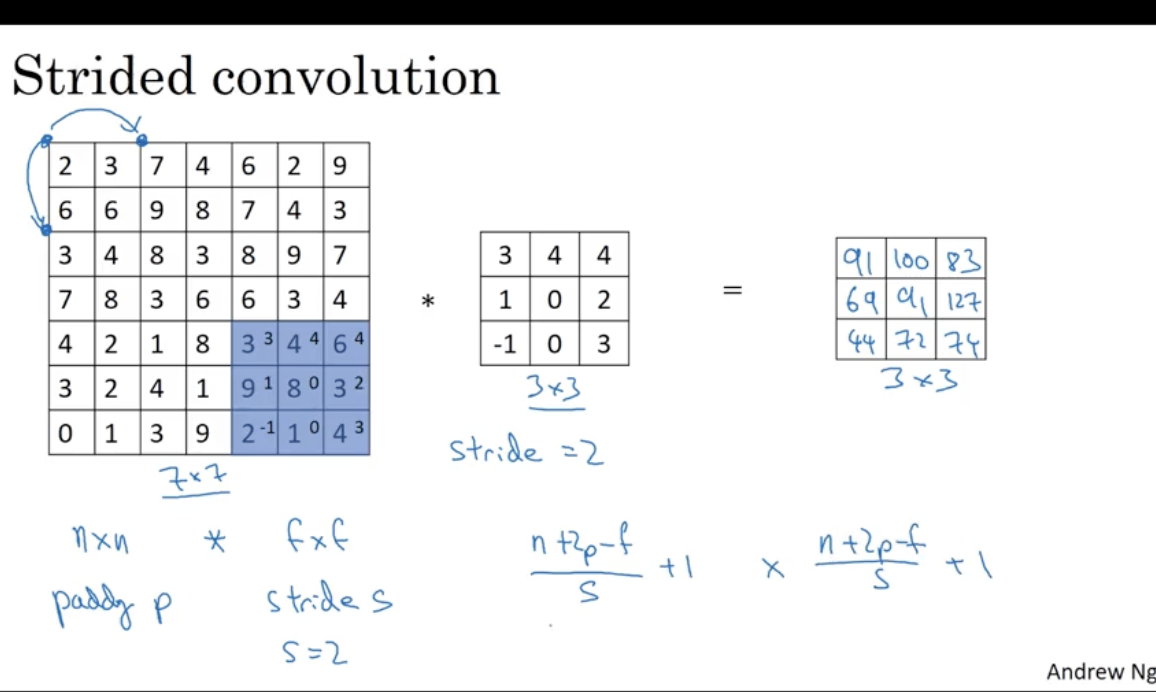 Strided convolution
2 3 7 4 6 2 9
6 6 9 8 7 4 3
3 4 8 3 8 9 7
7 8 3 6 6 3 4
4 2 1 8 3 3 4 4 6 4
3 2 4 1 9 1 8 0 3 2
0 1 3 9 2 -1 1 0 4 3
7×7
*
3 4 4
1 0 2
-1 0 3
3×3
stride = 2
=
91 100 83
69 91 127
44 72 74
3×3
n×n * f×f
padding p stride s
s=2
n+2p-f
s
+1
×
n+2p-f
s
+1
Andrew Ng